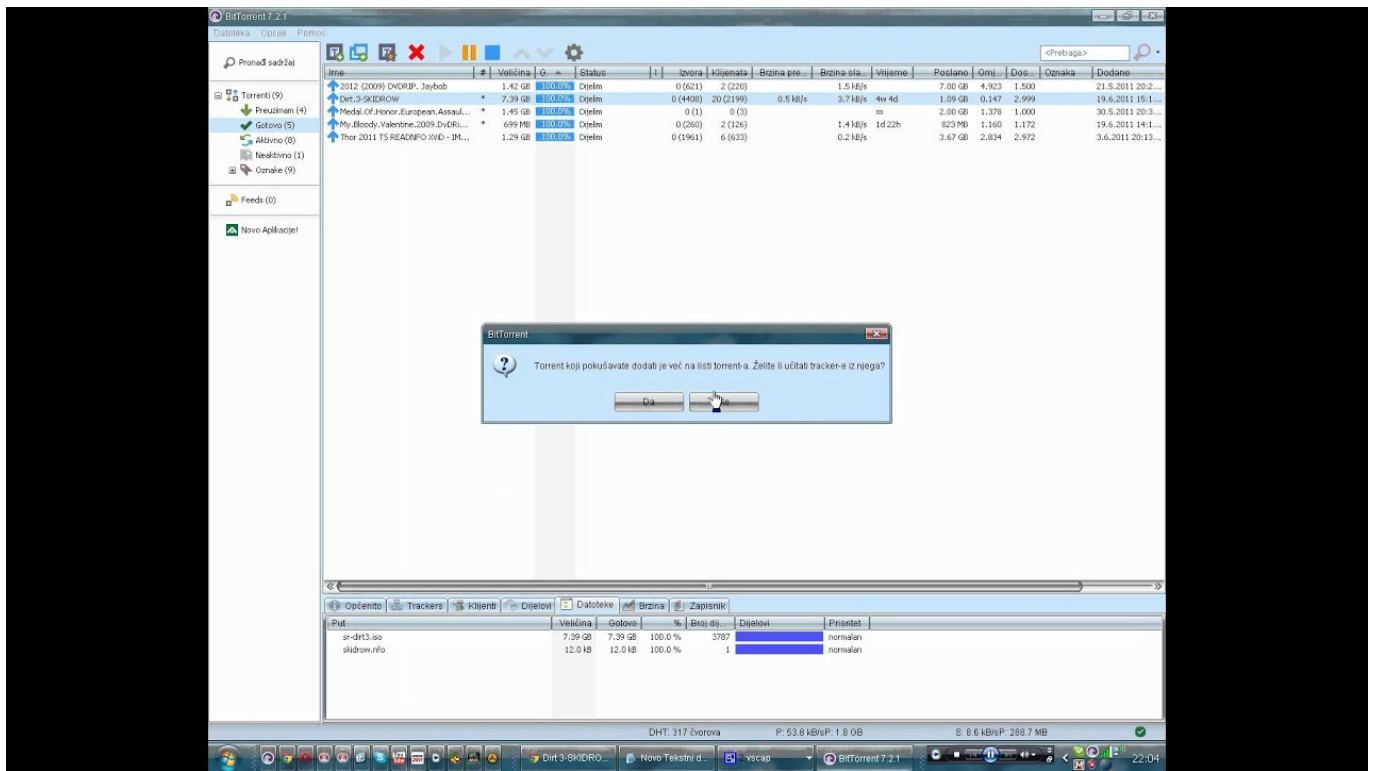 BitTorrent 7.2.1
Datoteka Opcije Pomoć
Pronađi sadržaj
<Pretraga>
Ime # Veličina G. Status Izvora Klijenata Brzina pre... Brzina sla... Vrijeme Poslano Omj... Dos... Oznaka Dodano
2012 (2009) DVDRIP. Jaybob 1.42 GB 100.0% Dijelim 0 (621) 2 (220) 1.5 kB/s 7.00 GB 4.923 1.500 21.5.2011 20:2...
Dirt.3-SKIDROW * 7.39 GB 100.0% Dijelim 0 (4408) 20 (2199) 0.5 kB/s 3.7 kB/s 4w 4d 1.09 GB 0.147 2.999 19.6.2011 15:1...
Medal.Of.Honor.European.Assaul... * 1.45 GB 100.0% Dijelim 0 (1) 0 (3) ∞ 2.00 GB 1.378 1.000 30.5.2011 20:3...
My.Bloody.Valentine.2009.DvDRi... * 699 MB 100.0% Dijelim 0 (260) 2 (126) 1.4 kB/s 1d 22h 823 MB 1.160 1.172 19.6.2011 14:1...
Thor 2011 TS READNFO XViD - IM... 1.29 GB 100.0% Dijelim 0 (1961) 6 (633) 0.2 kB/s 3.67 GB 2.834 2.972 3.6.2011 20:13...
Torrenti (9)
Preuzimam (4)
Gotovo (5)
Aktivno (8)
Neaktivno (1)
Oznake (9)
Feeds (0)
Novo Aplikacije!
BitTorrent
Torrent koji pokušavate dodati je već na listi torrent-a. Želite li učitati tracker-e iz njega?
Da
Općenito Trackers Klijenti Dijelovi Datoteke Brzina Zapisnik
Put Veličina Gotovo % Broj dij... Dijelovi Prioritet
sr-dirt3.iso 7.39 GB 7.39 GB 100.0 % 3787 normalan
skidrow.nfo 12.0 kB 12.0 kB 100.0 % 1 normalan
DHT: 317 čvorova P: 53.8 kB/sP: 1.8 GB S: 8.6 kB/sP: 288.7 MB
Dirt 3-SKIDRO... Novo Tekstni d... 2 vscap BitTorrent 7.2.1 22:04